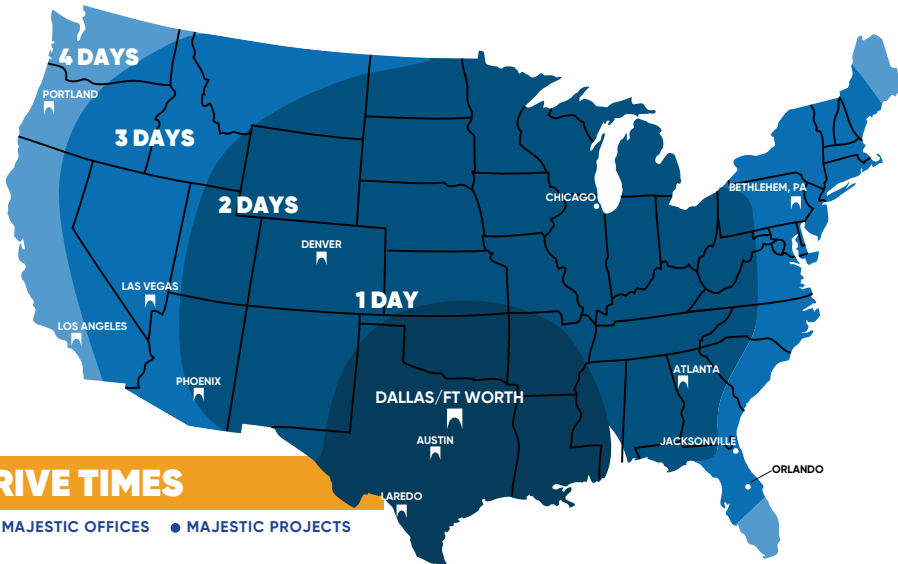 4 DAYS
PORTLAND
3 DAYS
2 DAYS
CHICAGO
BETHLEHEM, PA
DENVER
LAS VEGAS
1 DAY
LOS ANGELES
PHOENIX
ATLANTA
DALLAS/FT WORTH
AUSTIN
JACKSONVILLE
ORLANDO
LAREDO
RIVE TIMES
MAJESTIC OFFICES
MAJESTIC PROJECTS